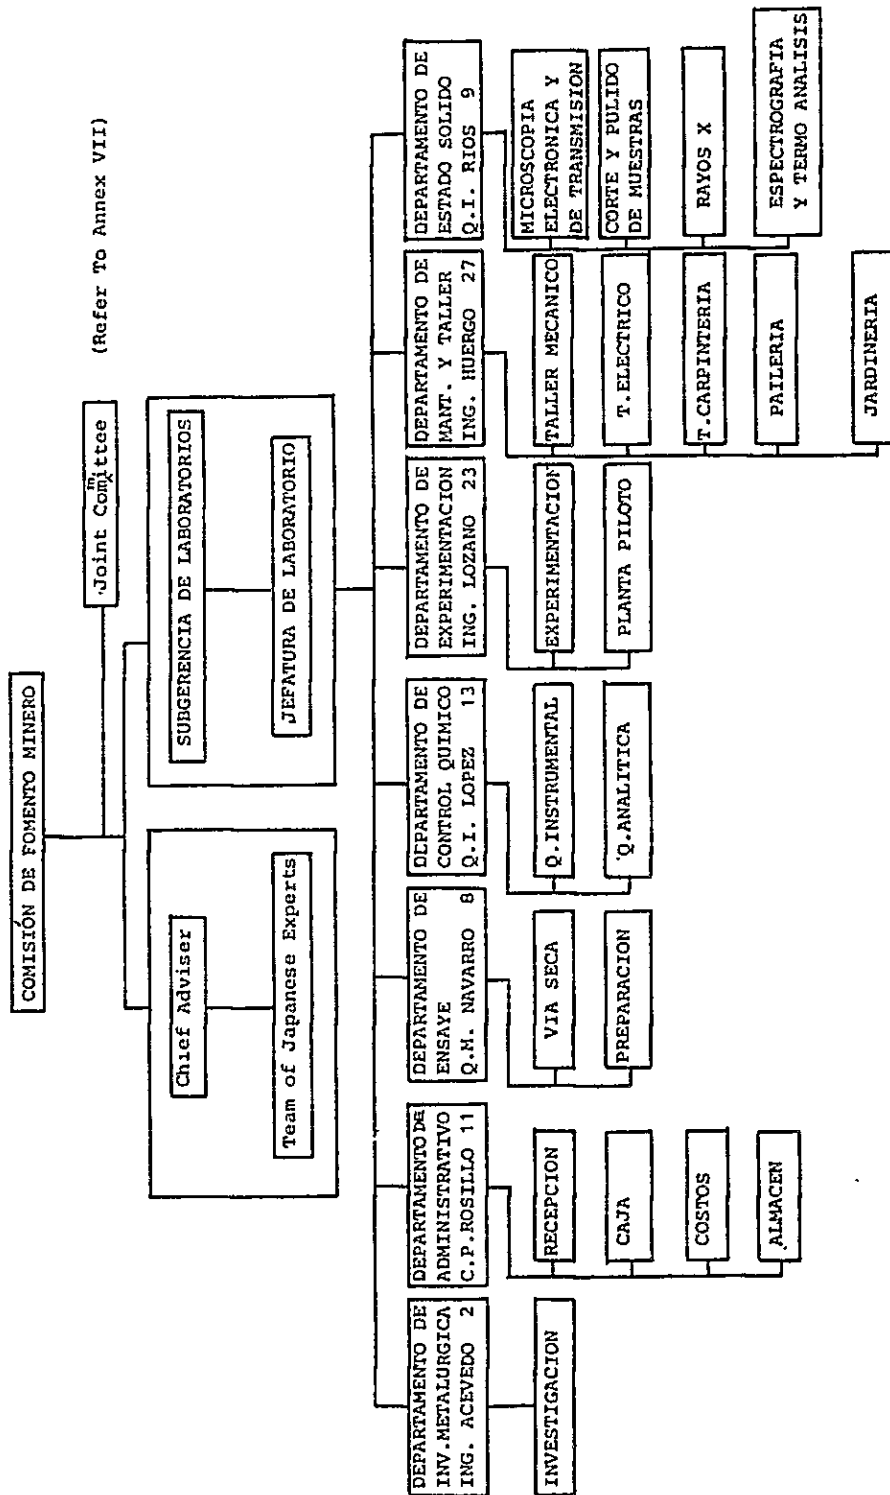 COMISIÓN DE FOMENTO MINERO
Joint Committee
(Refer To Annex VII)
Chief Adviser
Team of Japanese Experts
SUBGERENCIA DE LABORATORIOS
JEFATURA DE LABORATORIO
DEPARTAMENTO DE
INV.METALURGICA
ING. ACEVEDO 2
INVESTIGACION
DEPARTAMENTO DE
ADMINISTRATIVO
C.P.ROSILLO 11
RECEPCION
CAJA
COSTOS
ALMACEN
DEPARTAMENTO DE
ENSAYE
Q.M. NAVARRO 8
VIA SECA
PREPARACION
DEPARTAMENTO DE
CONTROL QUIMICO
Q.I. LOPEZ 13
Q.INSTRUMENTAL
Q.ANALITICA
DEPARTAMENTO DE
EXPERIMENTACION
ING. LOZANO 23
EXPERIMENTACION
PLANTA PILOTO
DEPARTAMENTO DE
MANT. Y TALLER
ING. HUERGO 27
TALLER MECANICO
T.ELECTRICO
T.CARPINTERIA
PAILERIA
JARDINERIA
DEPARTAMENTO DE
ESTADO SOLIDO
Q.I. RIOS 9
MICROSCOPIA
ELECTRONICA Y
DE TRANSMISION
CORTE Y PULIDO
DE MUESTRAS
RAYOS X
ESPECTROGRAFIA
Y TERMO ANALISIS